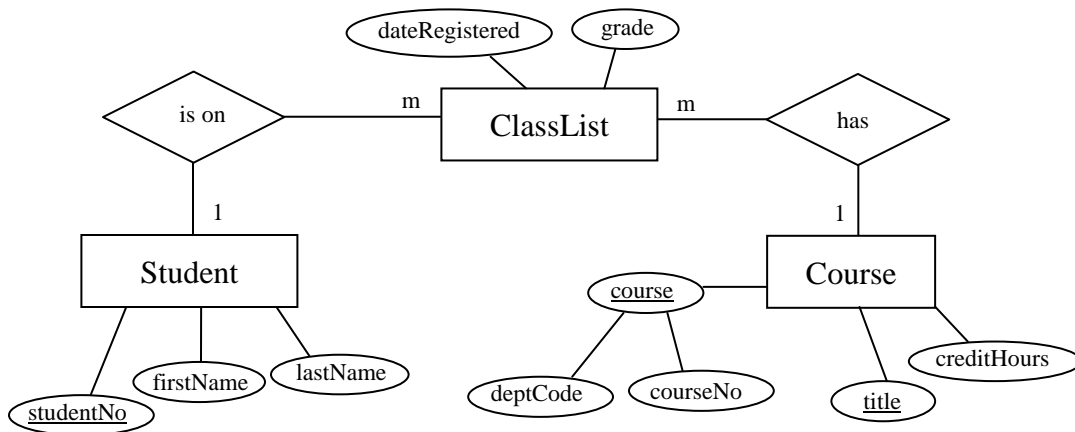 dateRegistered
grade
is on
m
ClassList
m
has
1
1
Student
Course
course
studentNo
firstName
lastName
deptCode
courseNo
title
creditHours